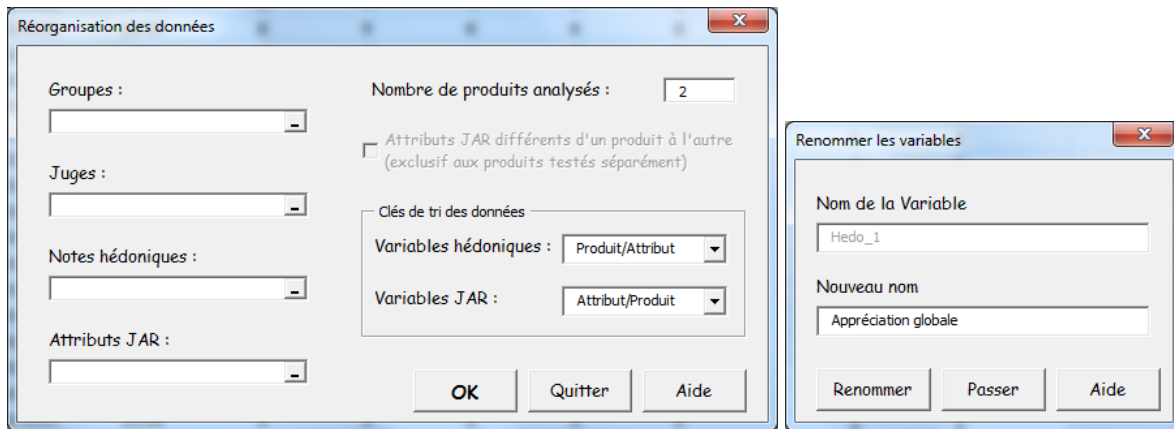 Réorganisation des données
Groupes :
Juges :
Notes hédoniques :
Attributs JAR :
Nombre de produits analysés : 2
Attributs JAR différents d'un produit à l'autre
(exclusif aux produits testés séparément)
Clés de tri des données
Variables hédoniques : Produit/Attribut
Variables JAR : Attribut/Produit
OK Quitter Aide
Renommer les variables
Nom de la Variable
Hedo_1
Nouveau nom
Appréciation globale
Renommer Passer Aide